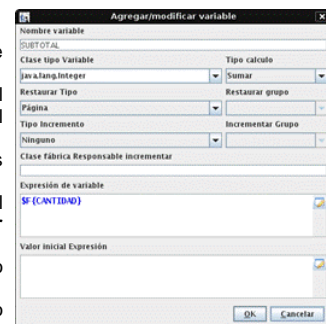 Agregar/modificar variable
Nombre variable
SUBTOTAL
Clase tipo Variable Tipo calculo
java.lang.Integer Sumar
Restaurar Tipo Restaurar grupo
Página
Tipo Incremento Incrementar Grupo
Ninguno
Clase fábrica Responsable incrementar
Expresión de variable
$F{CANTIDAD}
Valor inicial Expresión
OK Cancelar